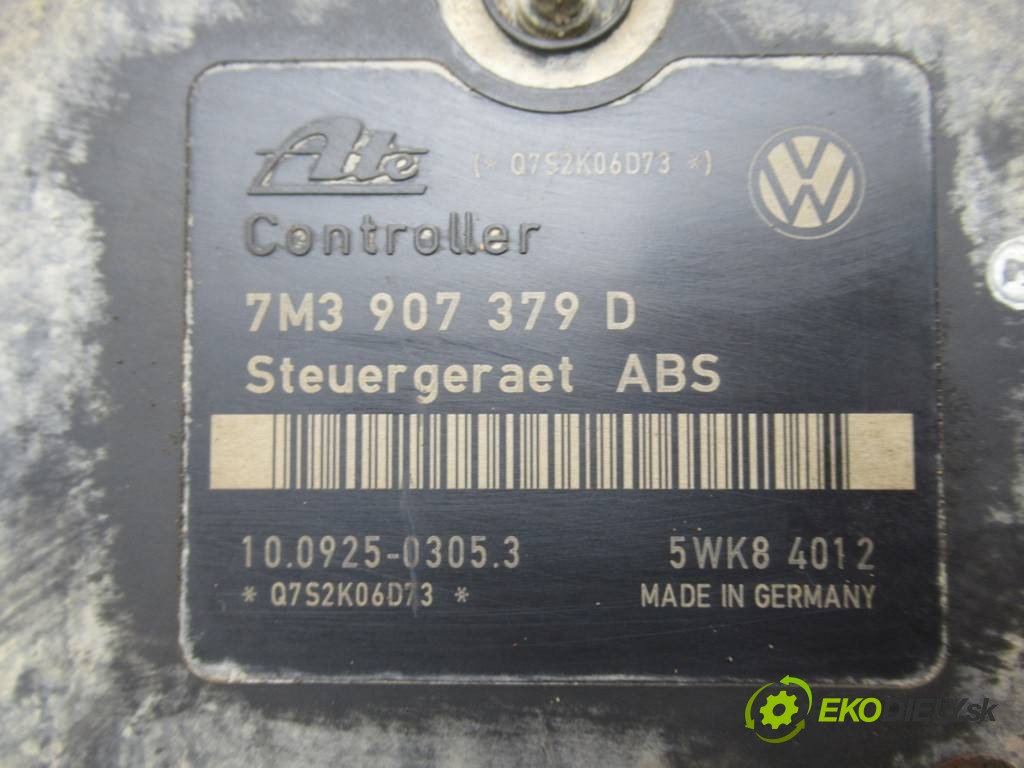 Ate (* Q7S2K06D73 *)
Controller
7M3 907 379 D
Steuergeraet ABS
10.0925-0305.3 5WK8 4012
* Q7S2K06D73 * MADE IN GERMANY
EKODIELY/sk